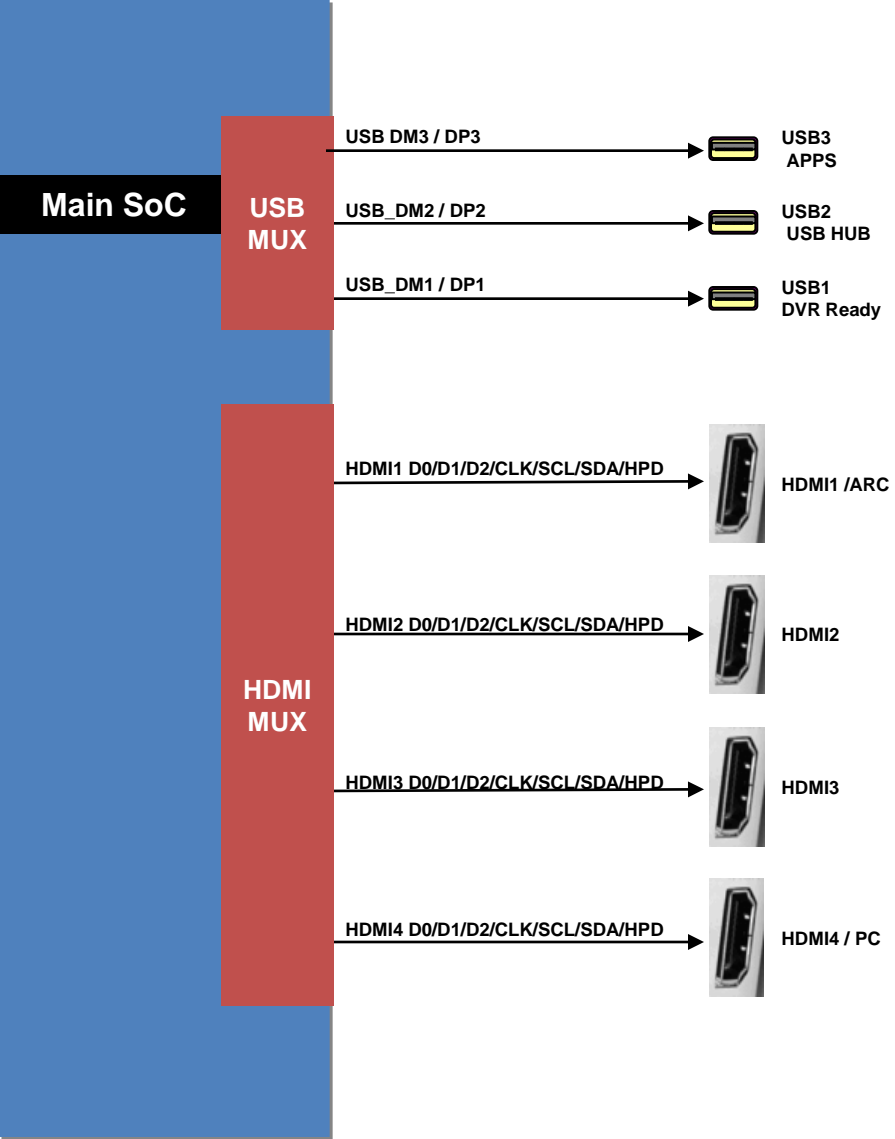 USB DM3 / DP3
USB3
APPS
Main SoC
USB
MUX
USB_DM2 / DP2
USB2
USB HUB
USB_DM1 / DP1
USB1
DVR Ready
HDMI1 D0/D1/D2/CLK/SCL/SDA/HPD
HDMI1 /ARC
HDMI2 D0/D1/D2/CLK/SCL/SDA/HPD
HDMI2
HDMI
MUX
HDMI3 D0/D1/D2/CLK/SCL/SDA/HPD
HDMI3
HDMI4 D0/D1/D2/CLK/SCL/SDA/HPD
HDMI4 / PC